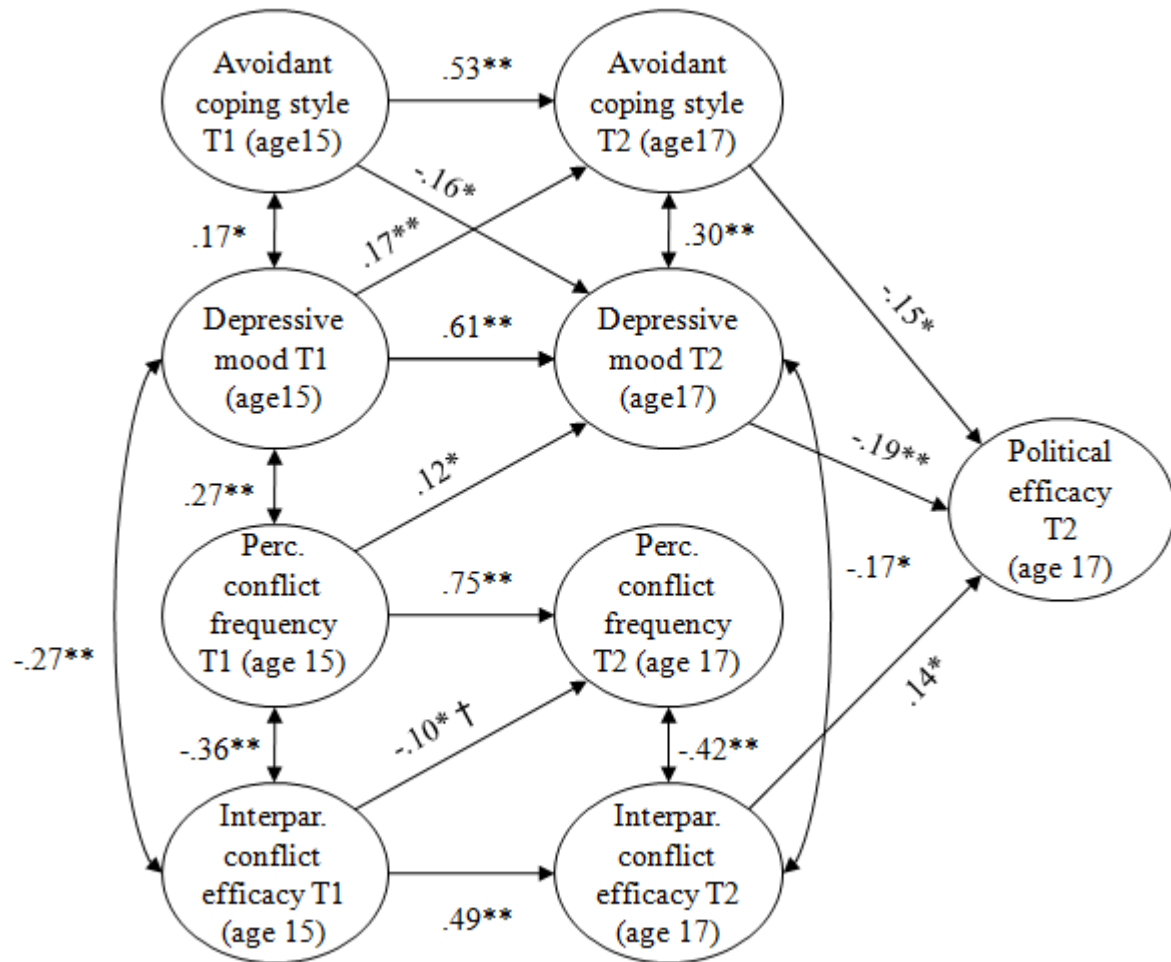 Avoidant
coping style
T1 (age15)
.53**
Avoidant
coping style
T2 (age17)
-.16*
.17**
.17*
.30**
-.15*
Depressive
mood T1
(age15)
.61**
Depressive
mood T2
(age17)
-.19**
Political
efficacy
T2
(age 17)
.27**
.12*
-.17*
Perc.
conflict
frequency
T1 (age 15)
.75**
Perc.
conflict
frequency
T2 (age 17)
-.27**
-.10* †
.14*
-.36**
-.42**
Interpar.
conflict
efficacy T1
(age 15)
.49**
Interpar.
conflict
efficacy T2
(age 17)